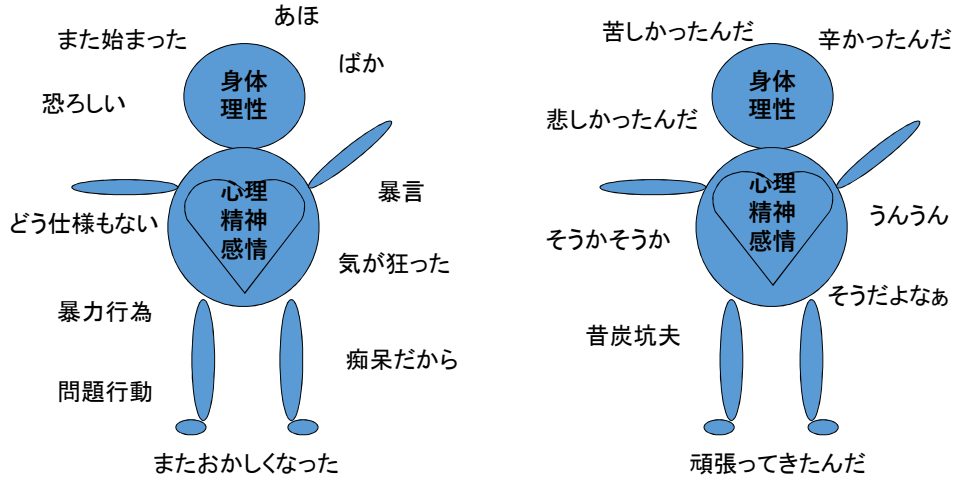 あほ
また始まった
ばか
恐ろしい
身体
理性
暴言
心理
精神
感情
どう仕様もない
気が狂った
暴力行為
痴呆だから
問題行動
またおかしくなった
苦しかったんだ
辛かったんだ
身体
理性
悲しかったんだ
心理
精神
感情
うんうん
そうかそうか
そうだよなぁ
昔炭坑夫
頑張ってきたんだ